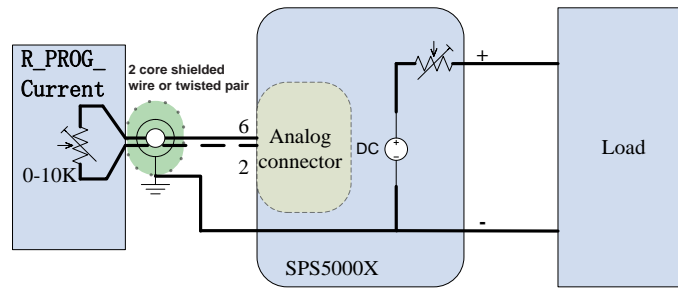 R_PROG_
Current
0-10K
2 core shielded
wire or twisted pair
6
2
Analog
connector
DC
+
-
+
-
SPS5000X
Load